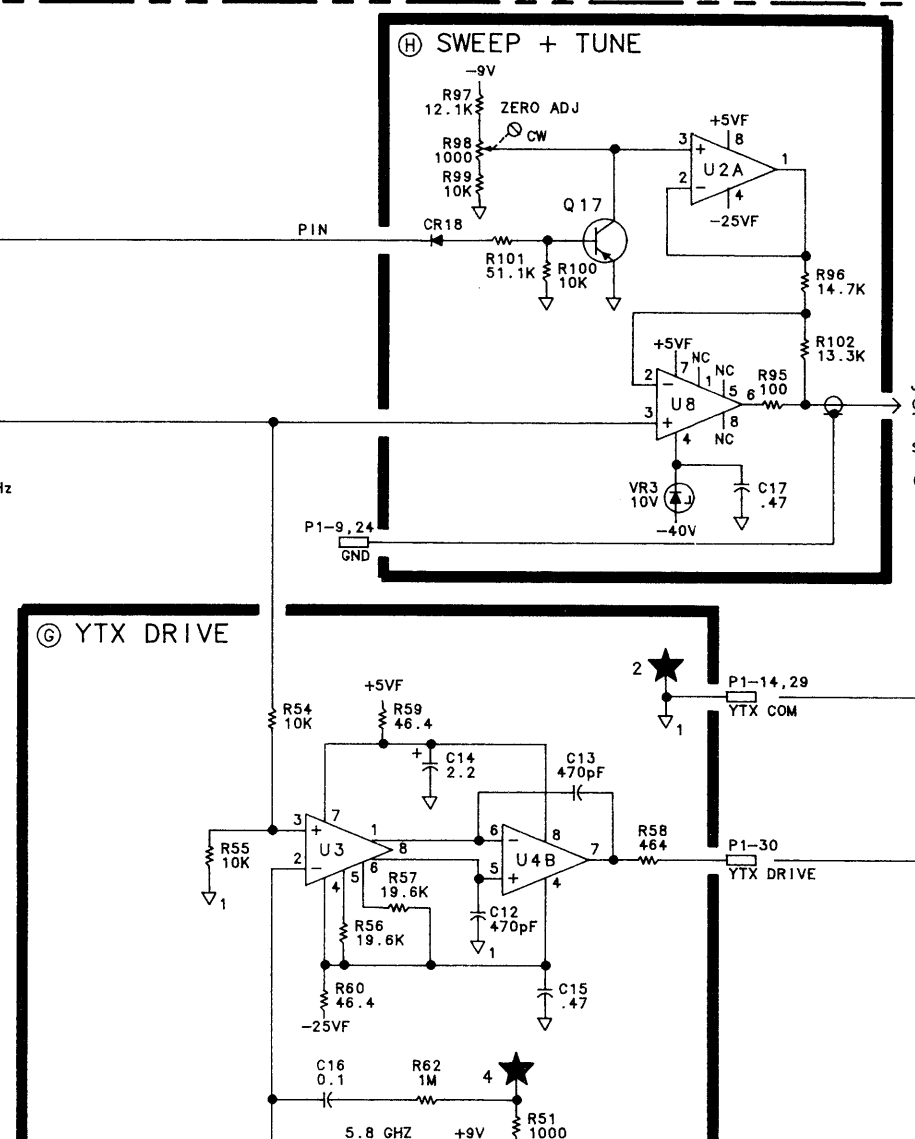 H SWEEP + TUNE
-9V
R97
12.1K
ZERO ADJ
CW
R98
1000
R99
10K
+5VF
3
+
8
U2A
1
2
-
4
-25VF
Q17
PIN
CR18
R101
51.1K
R100
10K
R96
14.7K
R102
13.3K
+5VF
NC
7
1
NC
5
2
-
U8
6
R95
100
3
+
8
NC
4
VR3
10V
C17
.47
-40V
Hz
P1-9,24
GND
G YTX DRIVE
2
P1-14,29
YTX COM
1
R54
10K
+5VF
R59
46.4
+
C14
2.2
C13
470pF
3
+
7
1
U3
8
2
-
6
5
4
R55
10K
1
R57
19.6K
R56
19.6K
6
-
8
U4B
7
5
+
4
R58
464
P1-30
YTX DRIVE
C12
470pF
1
R60
46.4
-25VF
C15
.47
C16
0.1
R62
1M
4
R51
1000
5.8 GHZ
+9V